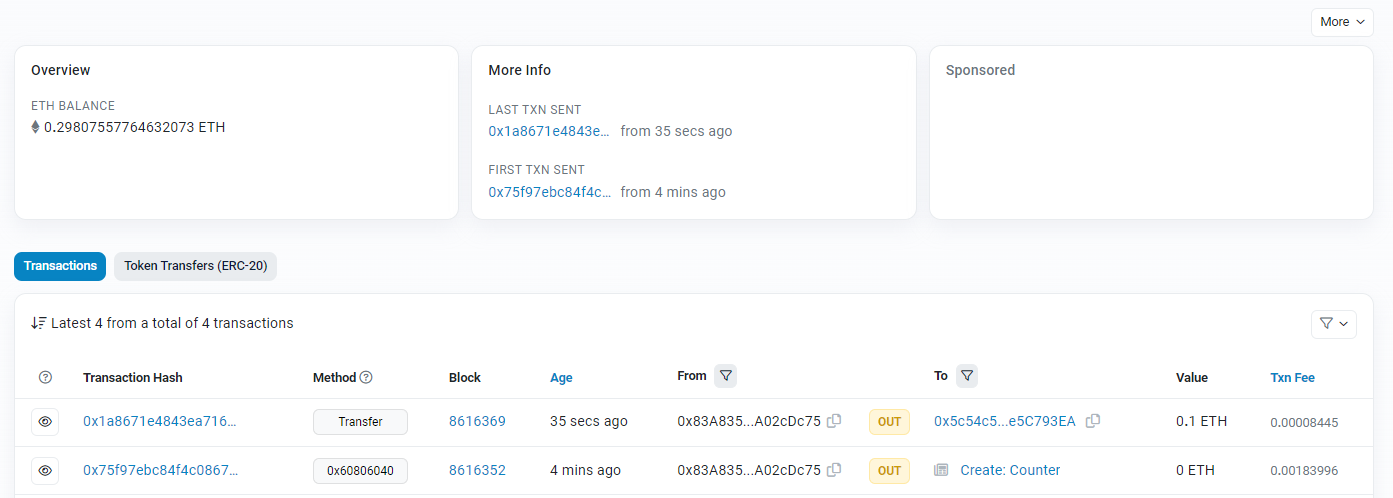 More
Overview
ETH BALANCE
0.29807557764632073 ETH
More Info
LAST TXN SENT
0x1a8671e4843e... from 35 secs ago
FIRST TXN SENT
0x75f97ebc84f4c... from 4 mins ago
Sponsored
Transactions Token Transfers (ERC-20)
Latest 4 from a total of 4 transactions
Transaction Hash Method Block Age From To Value Txn Fee
0x1a8671e4843ea716... Transfer 8616369 35 secs ago 0x83A835...A02cDc75 OUT 0x5c54c5...e5C793EA 0.1 ETH 0.00008445
0x75f97ebc84f4c0867... 0x60806040 8616352 4 mins ago 0x83A835...A02cDc75 OUT Create: Counter 0 ETH 0.00183996